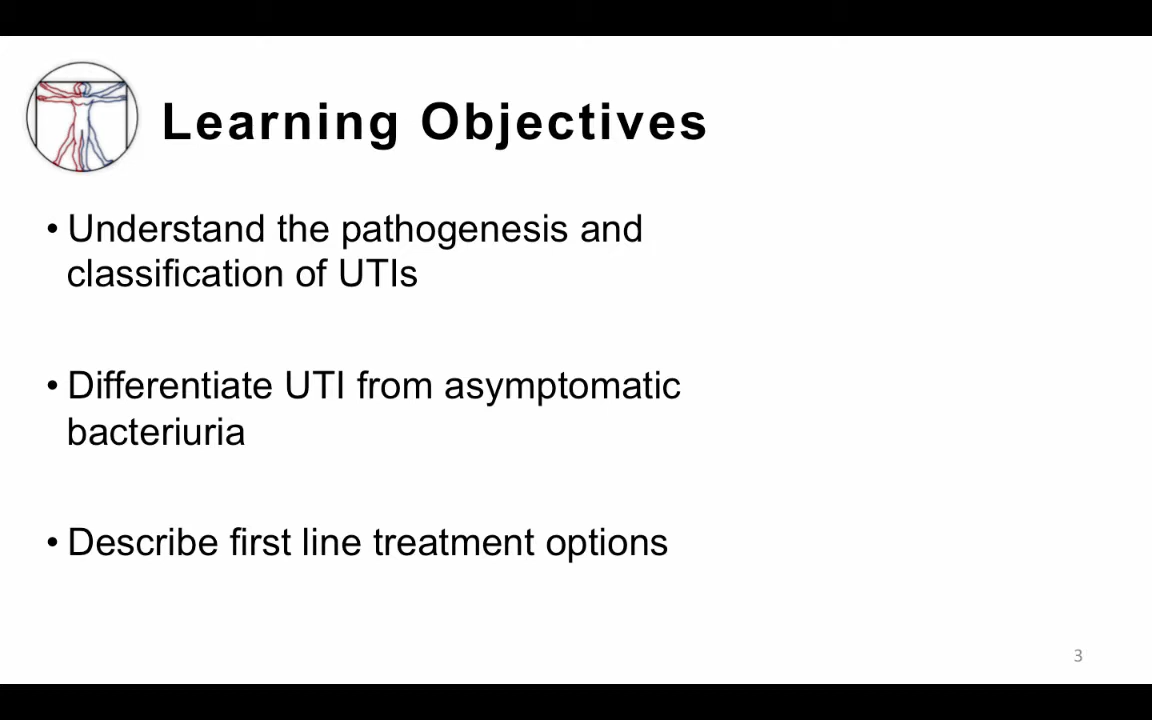 Learning Objectives
• Understand the pathogenesis and
classification of UTIs
• Differentiate UTI from asymptomatic
bacteriuria
• Describe first line treatment options
3